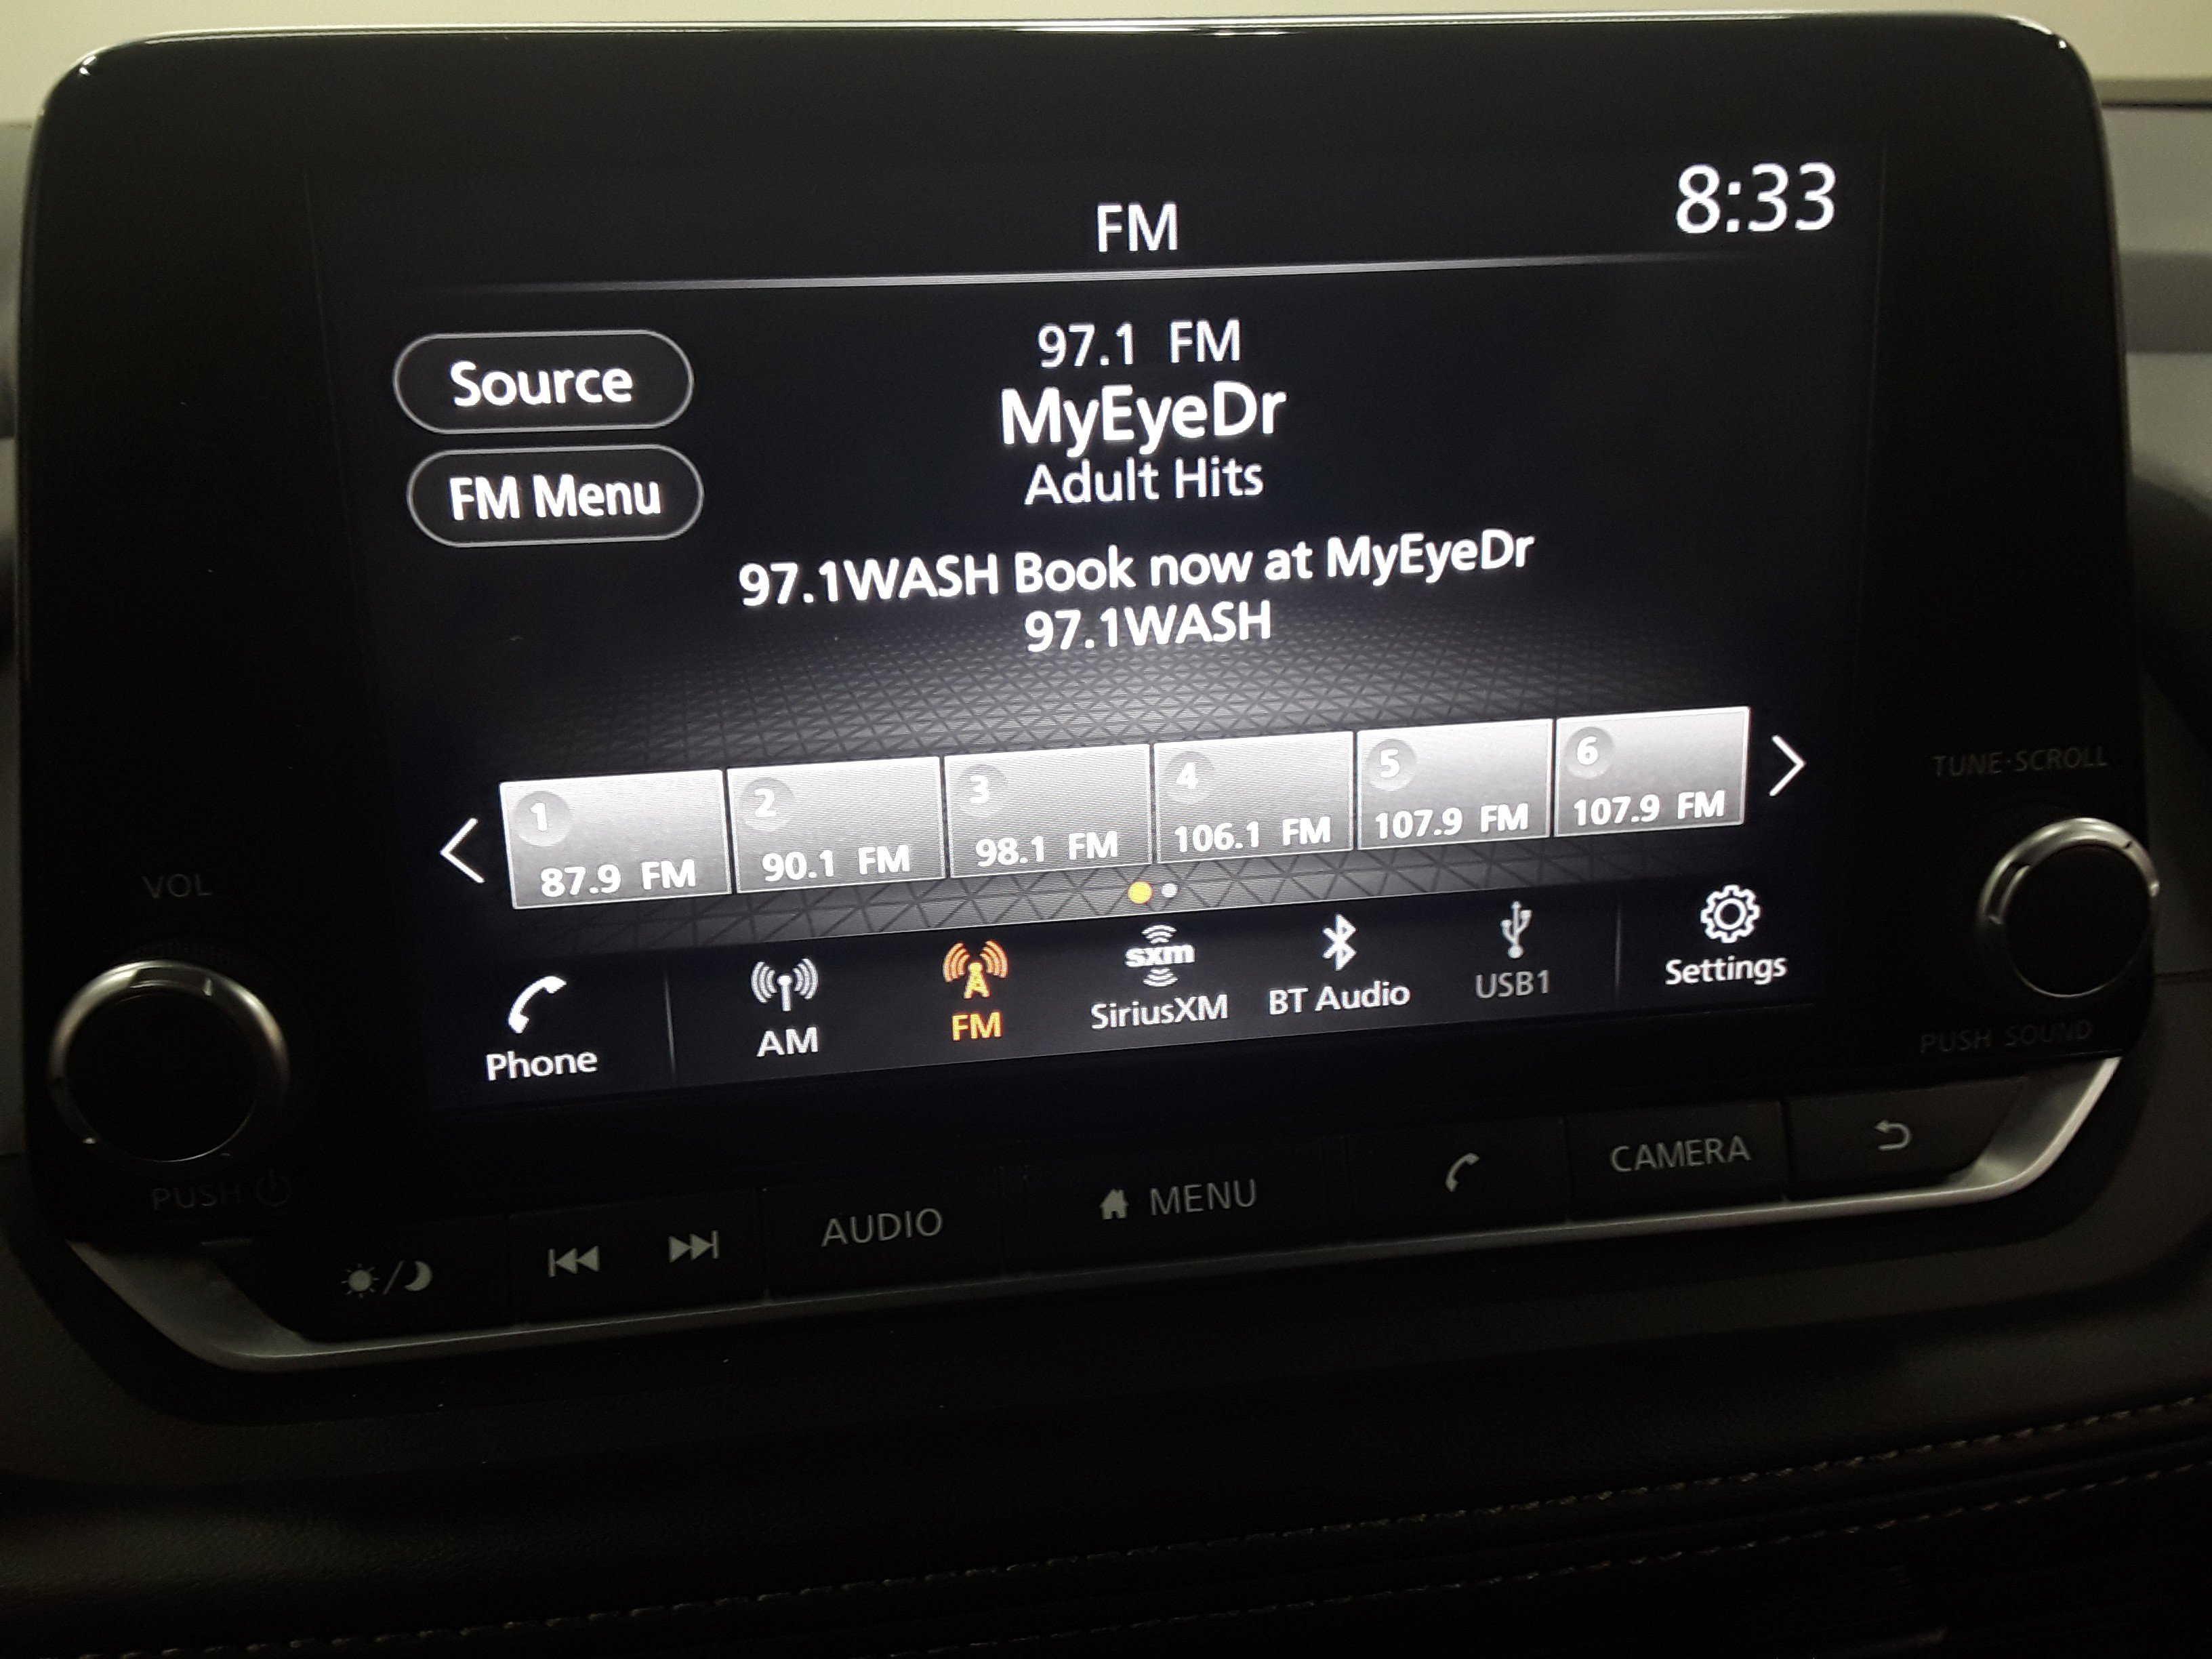 FM
8:33
Source
FM Menu
97.1 FM
MyEyeDr
Adult Hits
97.1WASH Book now at MyEyeDr
97.1WASH
1
87.9 FM
2
90.1 FM
3
98.1 FM
4
106.1 FM
5
107.9 FM
6
107.9 FM
Phone
AM
FM
sxm
SiriusXM
BT Audio
USB1
Settings
VOL
PUSH
TUNE·SCROLL
PUSH SOUND
AUDIO
MENU
CAMERA